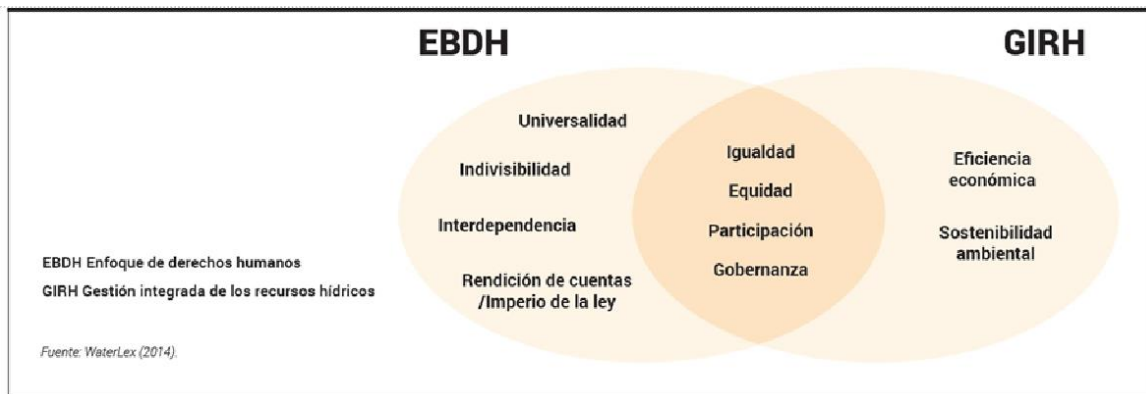 EBDH
GIRH
Universalidad
Indivisibilidad
Interdependencia
Rendición de cuentas
/Imperio de la ley
Igualdad
Equidad
Participación
Gobernanza
Eficiencia
económica
Sostenibilidad
ambiental
EBDH Enfoque de derechos humanos
GIRH Gestión integrada de los recursos hídricos
Fuente: WaterLex (2014).